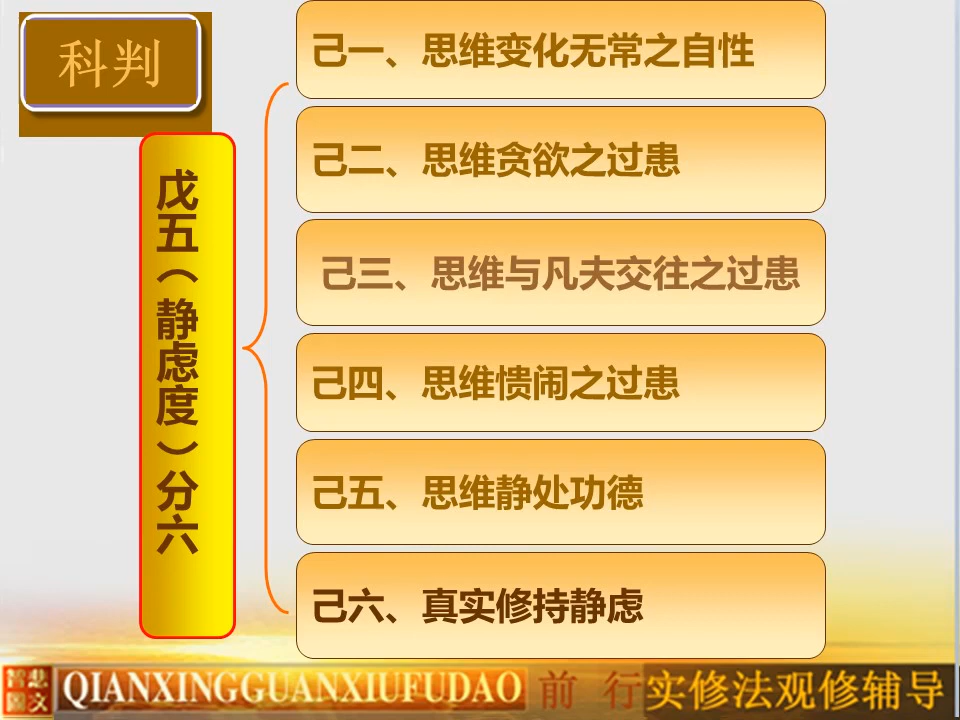 科判
戊五（静虑度）分六
己一、思维变化无常之自性
己二、思维贪欲之过患
己三、思维与凡夫交往之过患
己四、思维愦闹之过患
己五、思维静处功德
己六、真实修持静虑
QIANXINGGUANXIUFUDAO 前 行 实修法观修辅导